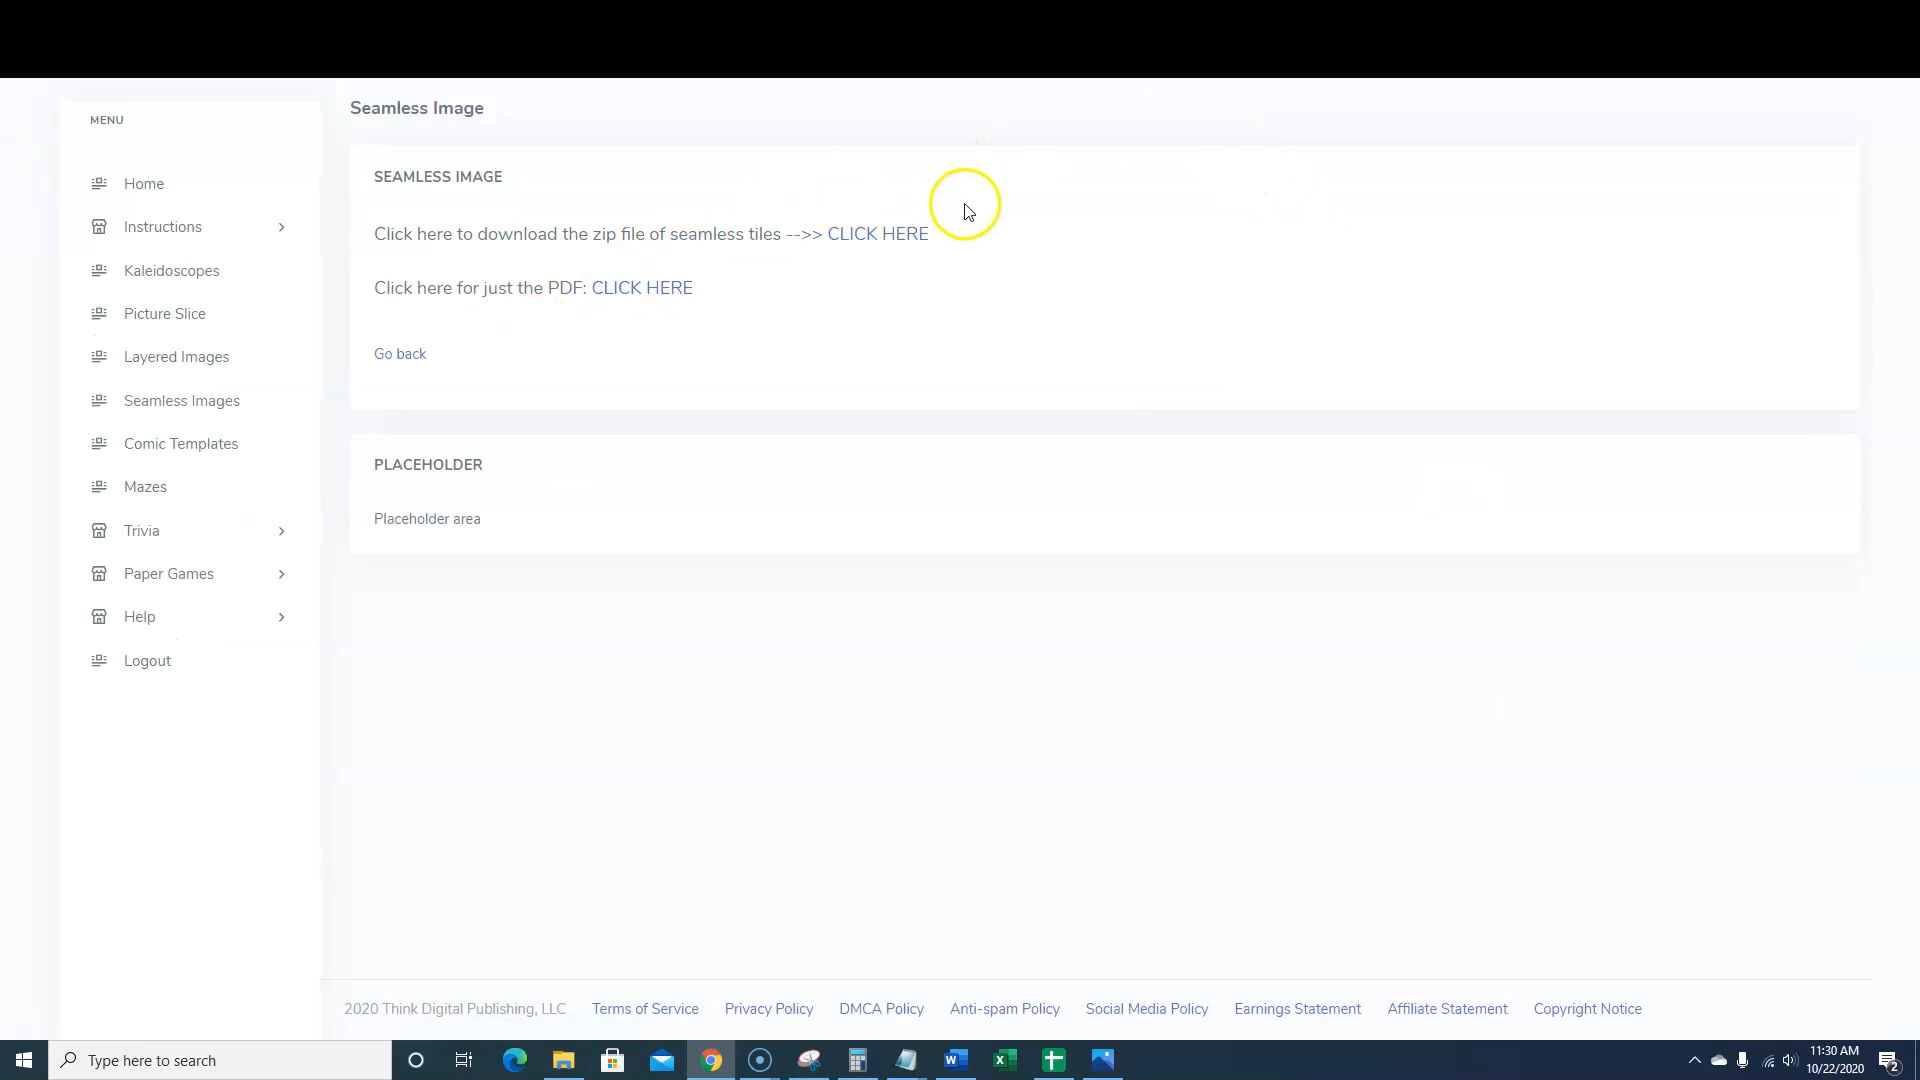 Seamless Image
MENU
Home
Instructions
Kaleidoscopes
Picture Slice
Layered Images
Seamless Images
Comic Templates
Mazes
Trivia
Paper Games
Help
Logout
SEAMLESS IMAGE
Click here to download the zip file of seamless tiles -->> CLICK HERE
Click here for just the PDF: CLICK HERE
Go back
PLACEHOLDER
Placeholder area
2020 Think Digital Publishing, LLC Terms of Service Privacy Policy DMCA Policy Anti-spam Policy Social Media Policy Earnings Statement Affiliate Statement Copyright Notice
Type here to search
11:30 AM
10/22/2020
2